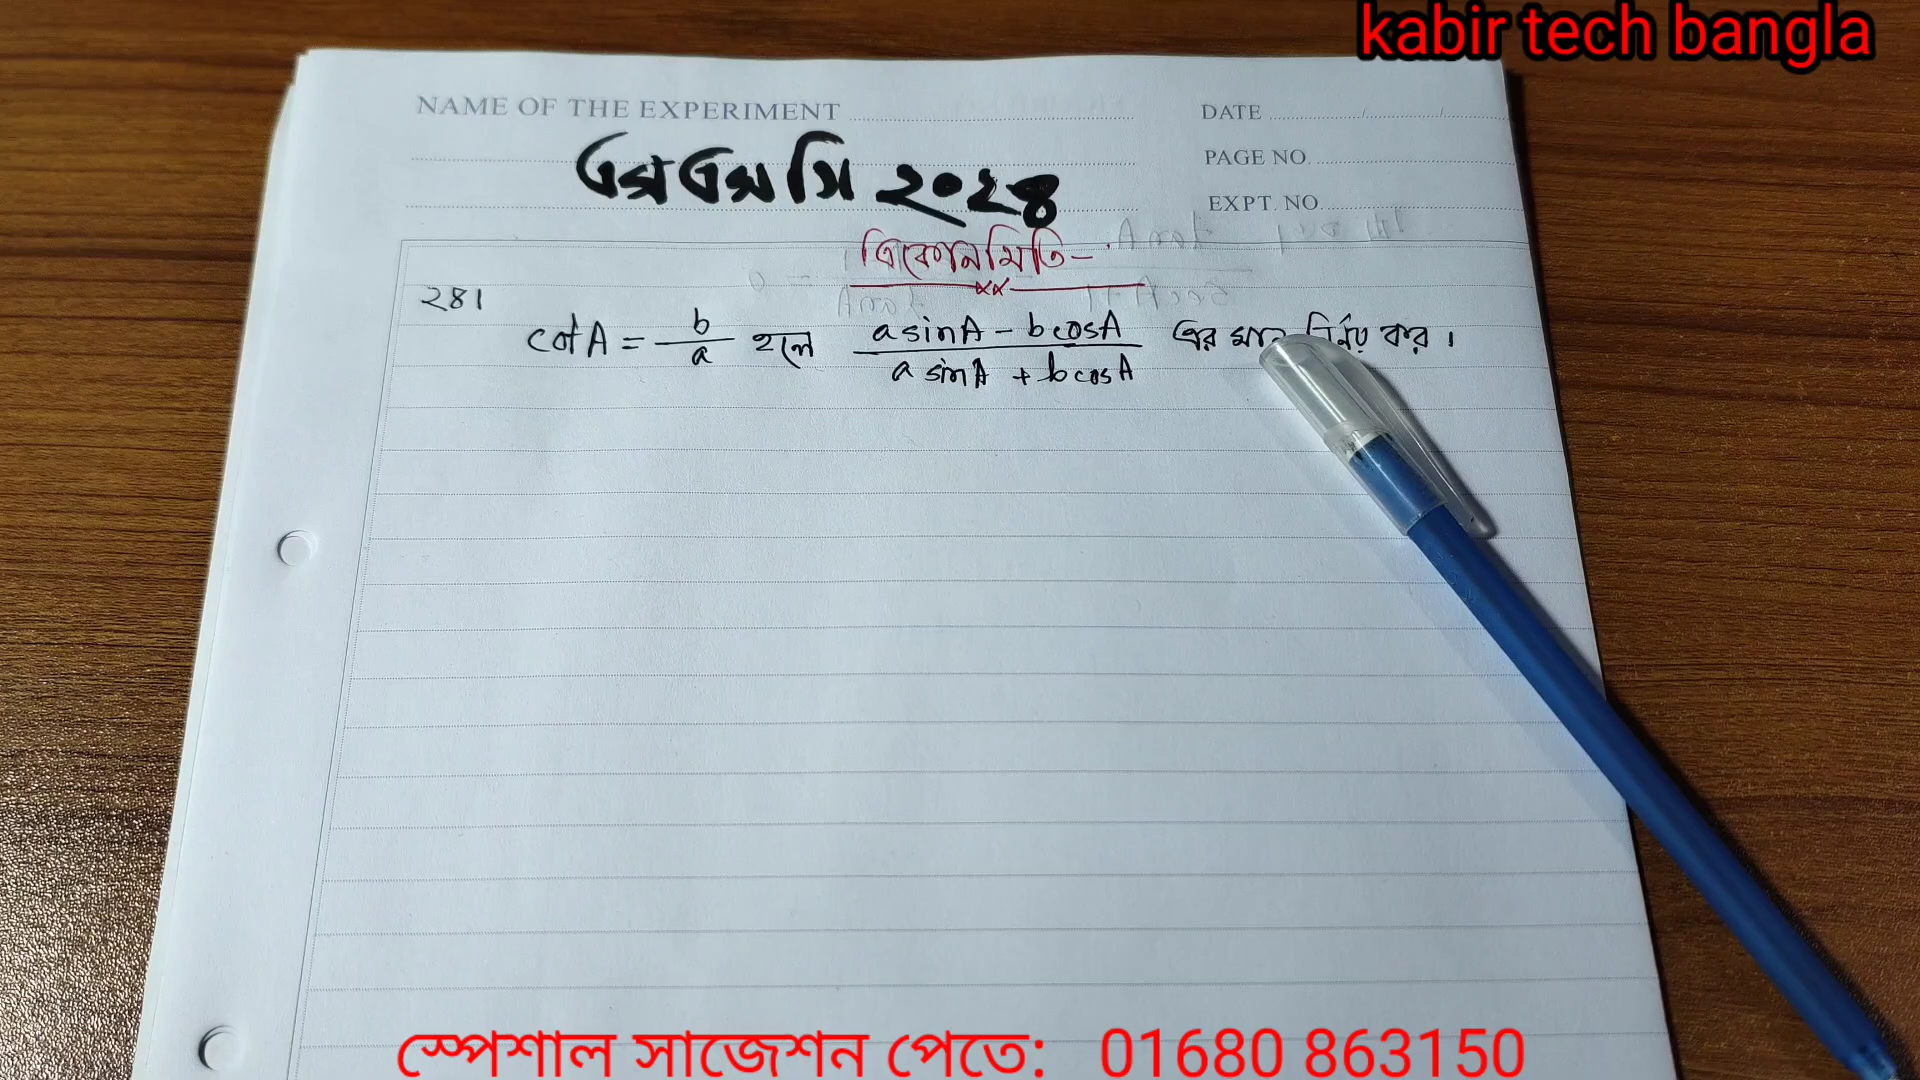 kabir tech bangla
NAME OF THE EXPERIMENT
DATE
PAGE NO.
EXPT. NO
এসএসসি ২০২৪
ত্রিকোনমিতি-
২৪।
cotA = b/a হলে (a sinA - b cosA)/(a sinA + b cosA) এর মান নির্ণয় কর।
স্পেশাল সাজেশন পেতে: 01680 863150